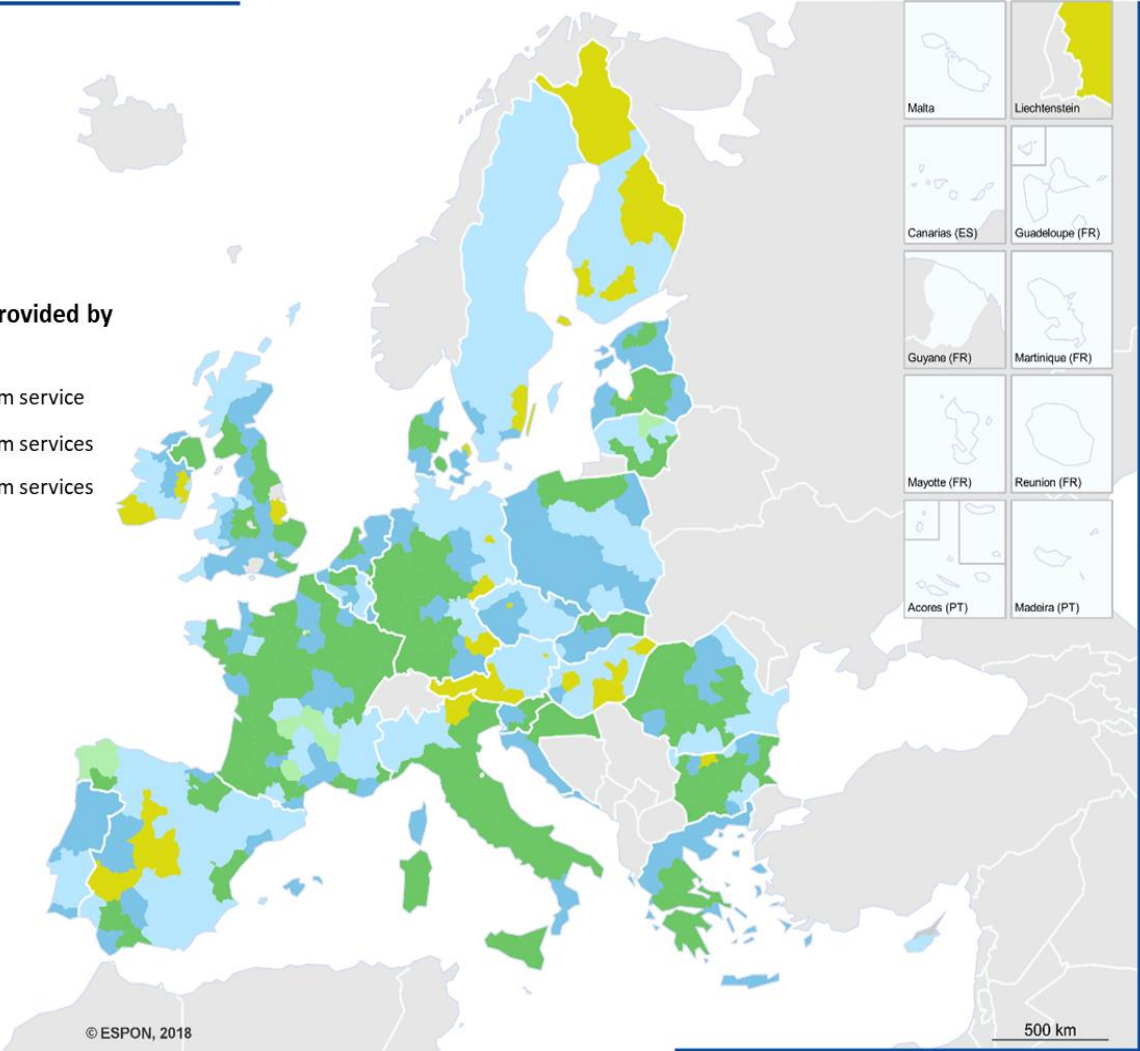 rovided by
m service
m services
m services
Malta
Liechtenstein
Canarias (ES)
Guadeloupe (FR)
Guyane (FR)
Martinique (FR)
Mayotte (FR)
Reunion (FR)
Acores (PT)
Madeira (PT)
© ESPON, 2018
500 km